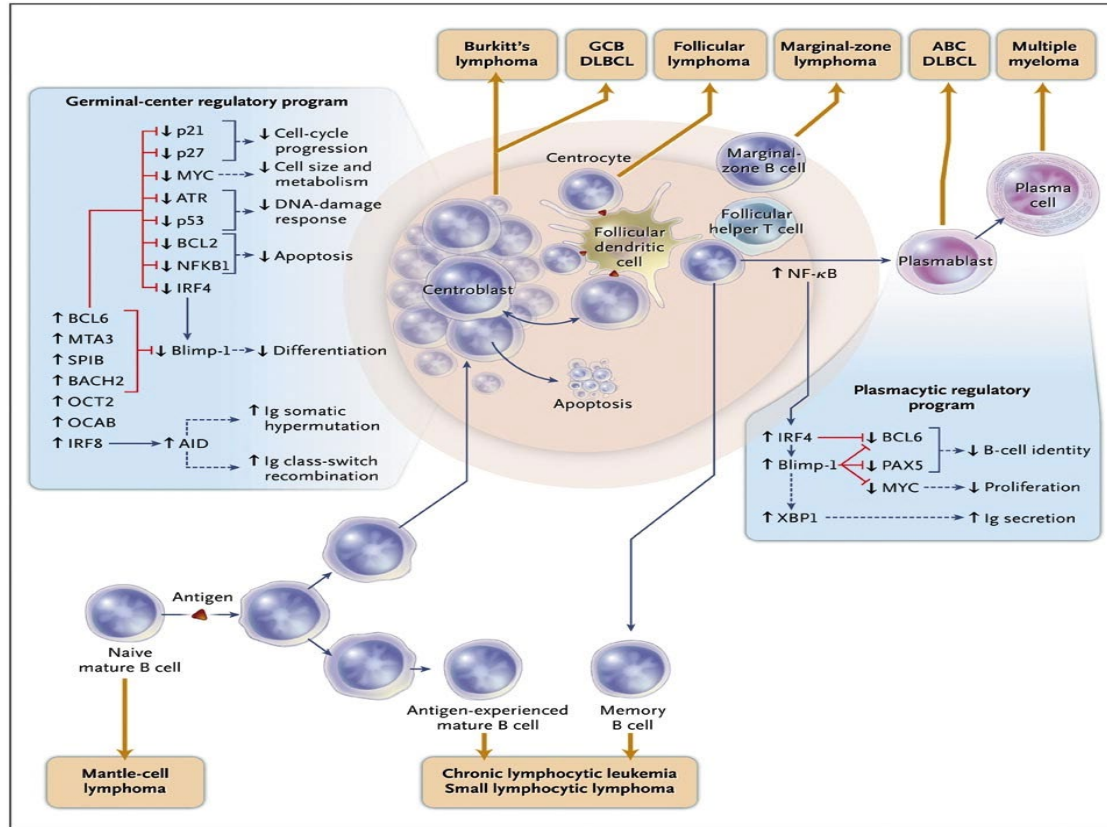 Burkitt's
lymphoma
GCB
DLBCL
Follicular
lymphoma
Marginal-zone
lymphoma
ABC
DLBCL
Multiple
myeloma
Germinal-center regulatory program
↓ p21
↓ p27
↓ Cell-cycle
progression
↓ MYC
↓ Cell size and
metabolism
↓ ATR
↓ p53
↓ DNA-damage
response
↓ BCL2
↓ NFKB1
↓ Apoptosis
↓ IRF4
↑ BCL6
↑ MTA3
↑ SPIB
↑ BACH2
↑ OCT2
↑ OCAB
↑ IRF8
↓ Blimp-1
↓ Differentiation
↑ AID
↑ Ig somatic
hypermutation
↑ Ig class-switch
recombination
Centrocyte
Marginal-
zone B cell
Follicular
helper T cell
Follicular
dendritic
cell
Centroblast
Apoptosis
↑ NF-κB
Plasmablast
Plasma
cell
Plasmacytic regulatory
program
↑ IRF4
↓ BCL6
↑ Blimp-1
↓ PAX5
↓ B-cell identity
↓ MYC
↓ Proliferation
↑ XBP1
↑ Ig secretion
Antigen
Naive
mature B cell
Antigen-experienced
mature B cell
Memory
B cell
Mantle-cell
lymphoma
Chronic lymphocytic leukemia
Small lymphocytic lymphoma